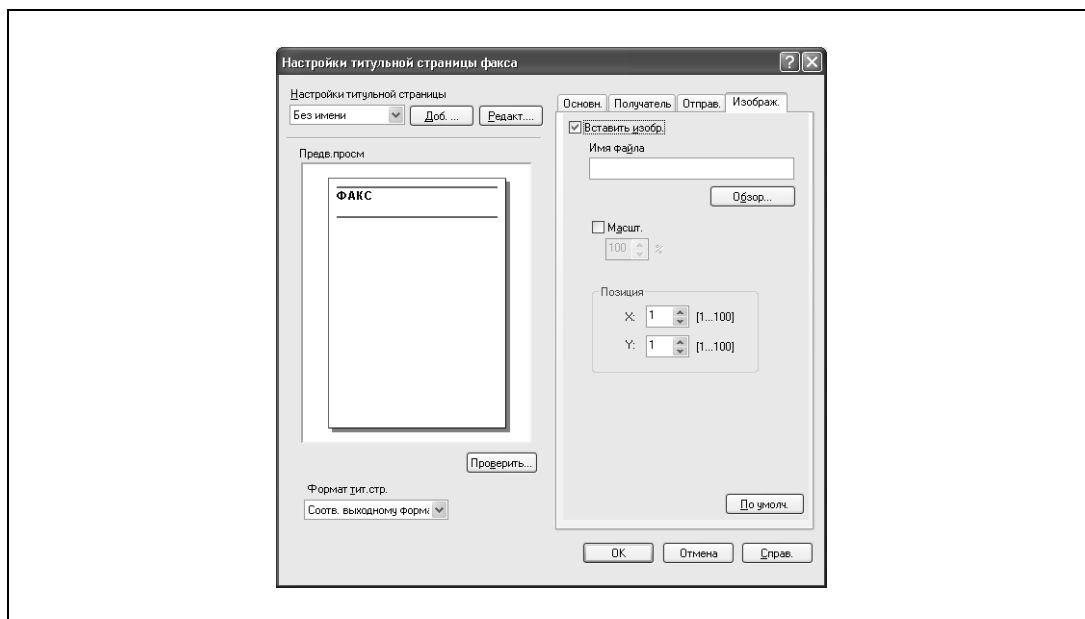 Настройки титульной страницы факса
Настройки титульной страницы
Без имени
Доб. ...
Редакт....
Предв.просм
ФАКС
Проверить...
Формат тит.стр.
Соотв. выходному форма
Основн.
Получатель
Отправ.
Изображ.
Вставить изобр.
Имя файла
Обзор...
Масшт.
100 %
Позиция
X: 1 [1...100]
Y: 1 [1...100]
По умолч.
OK
Отмена
Справ.